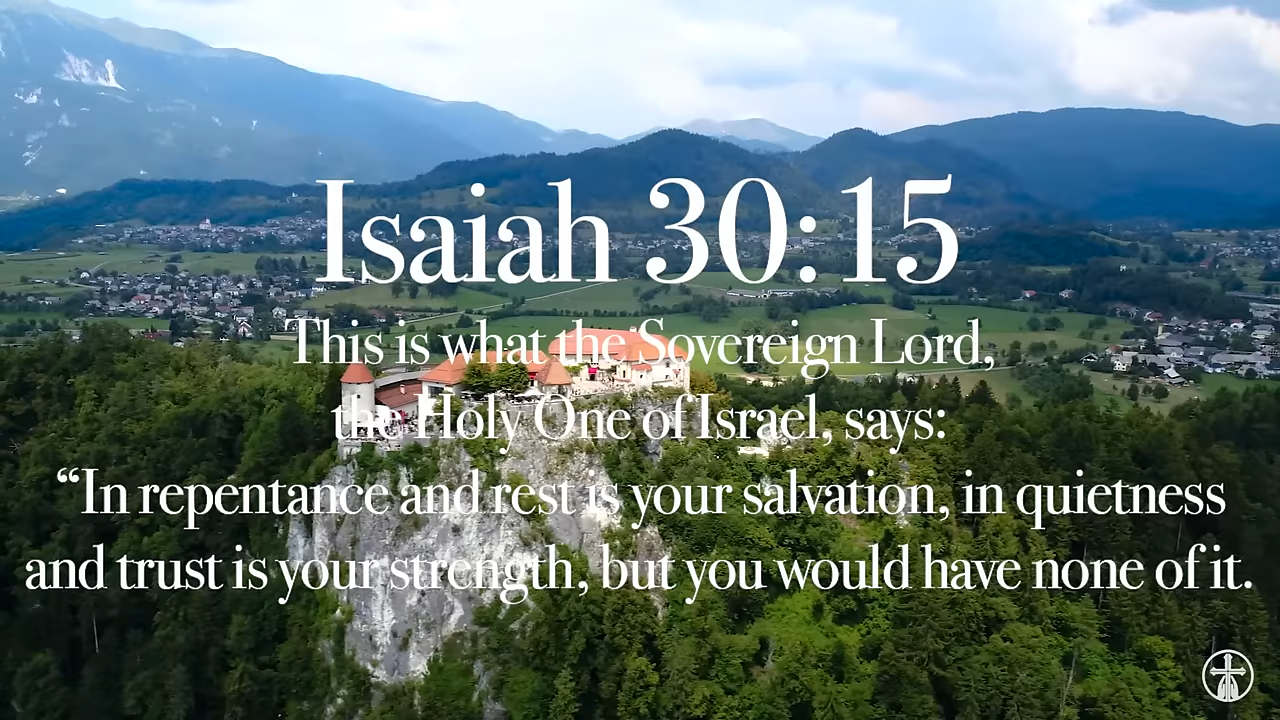 Isaiah 30:15
This is what the Sovereign Lord,
the Holy One of Israel, says:
“In repentance and rest is your salvation, in quietness
and trust is your strength, but you would have none of it.